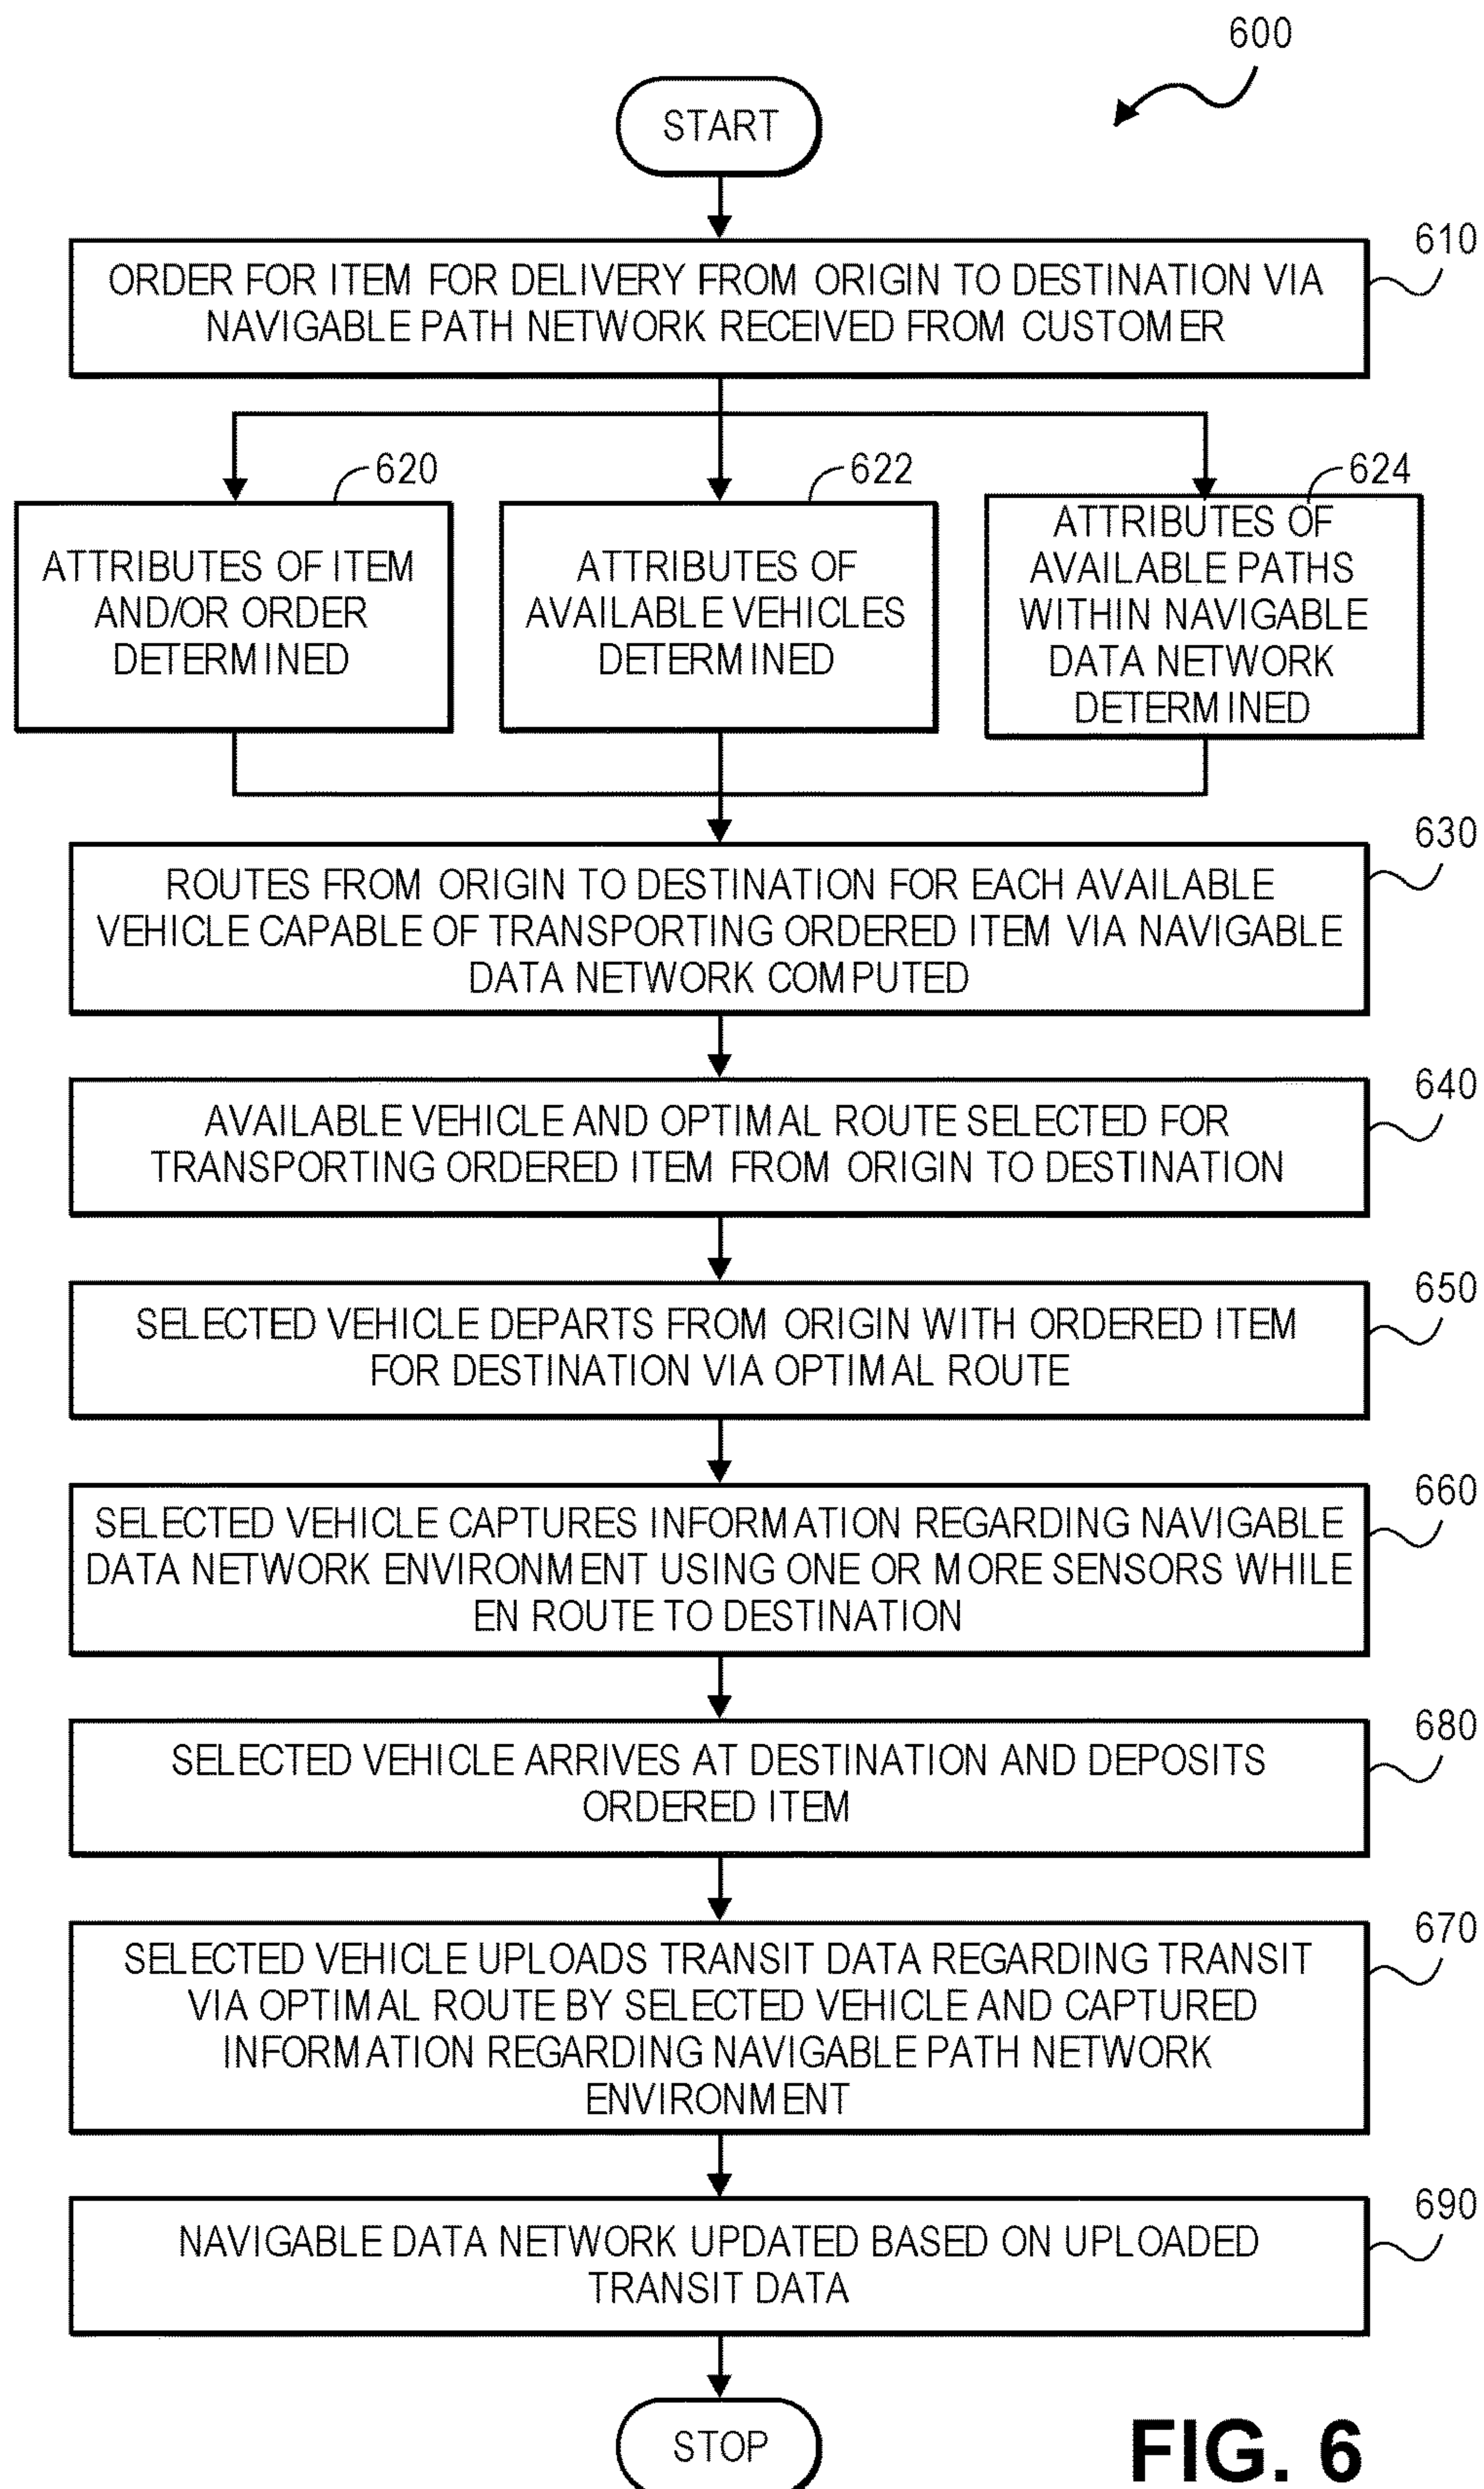 600
START
610
ORDER FOR ITEM FOR DELIVERY FROM ORIGIN TO DESTINATION VIA
NAVIGABLE PATH NETWORK RECEIVED FROM CUSTOMER
620
ATTRIBUTES OF ITEM
AND/OR ORDER
DETERMINED
622
ATTRIBUTES OF
AVAILABLE VEHICLES
DETERMINED
624
ATTRIBUTES OF
AVAILABLE PATHS
WITHIN NAVIGABLE
DATA NETWORK
DETERMINED
630
ROUTES FROM ORIGIN TO DESTINATION FOR EACH AVAILABLE
VEHICLE CAPABLE OF TRANSPORTING ORDERED ITEM VIA NAVIGABLE
DATA NETWORK COMPUTED
640
AVAILABLE VEHICLE AND OPTIMAL ROUTE SELECTED FOR
TRANSPORTING ORDERED ITEM FROM ORIGIN TO DESTINATION
650
SELECTED VEHICLE DEPARTS FROM ORIGIN WITH ORDERED ITEM
FOR DESTINATION VIA OPTIMAL ROUTE
660
SELECTED VEHICLE CAPTURES INFORMATION REGARDING NAVIGABLE
DATA NETWORK ENVIRONMENT USING ONE OR MORE SENSORS WHILE
EN ROUTE TO DESTINATION
680
SELECTED VEHICLE ARRIVES AT DESTINATION AND DEPOSITS
ORDERED ITEM
670
SELECTED VEHICLE UPLOADS TRANSIT DATA REGARDING TRANSIT
VIA OPTIMAL ROUTE BY SELECTED VEHICLE AND CAPTURED
INFORMATION REGARDING NAVIGABLE PATH NETWORK
ENVIRONMENT
690
NAVIGABLE DATA NETWORK UPDATED BASED ON UPLOADED
TRANSIT DATA
STOP
FIG. 6